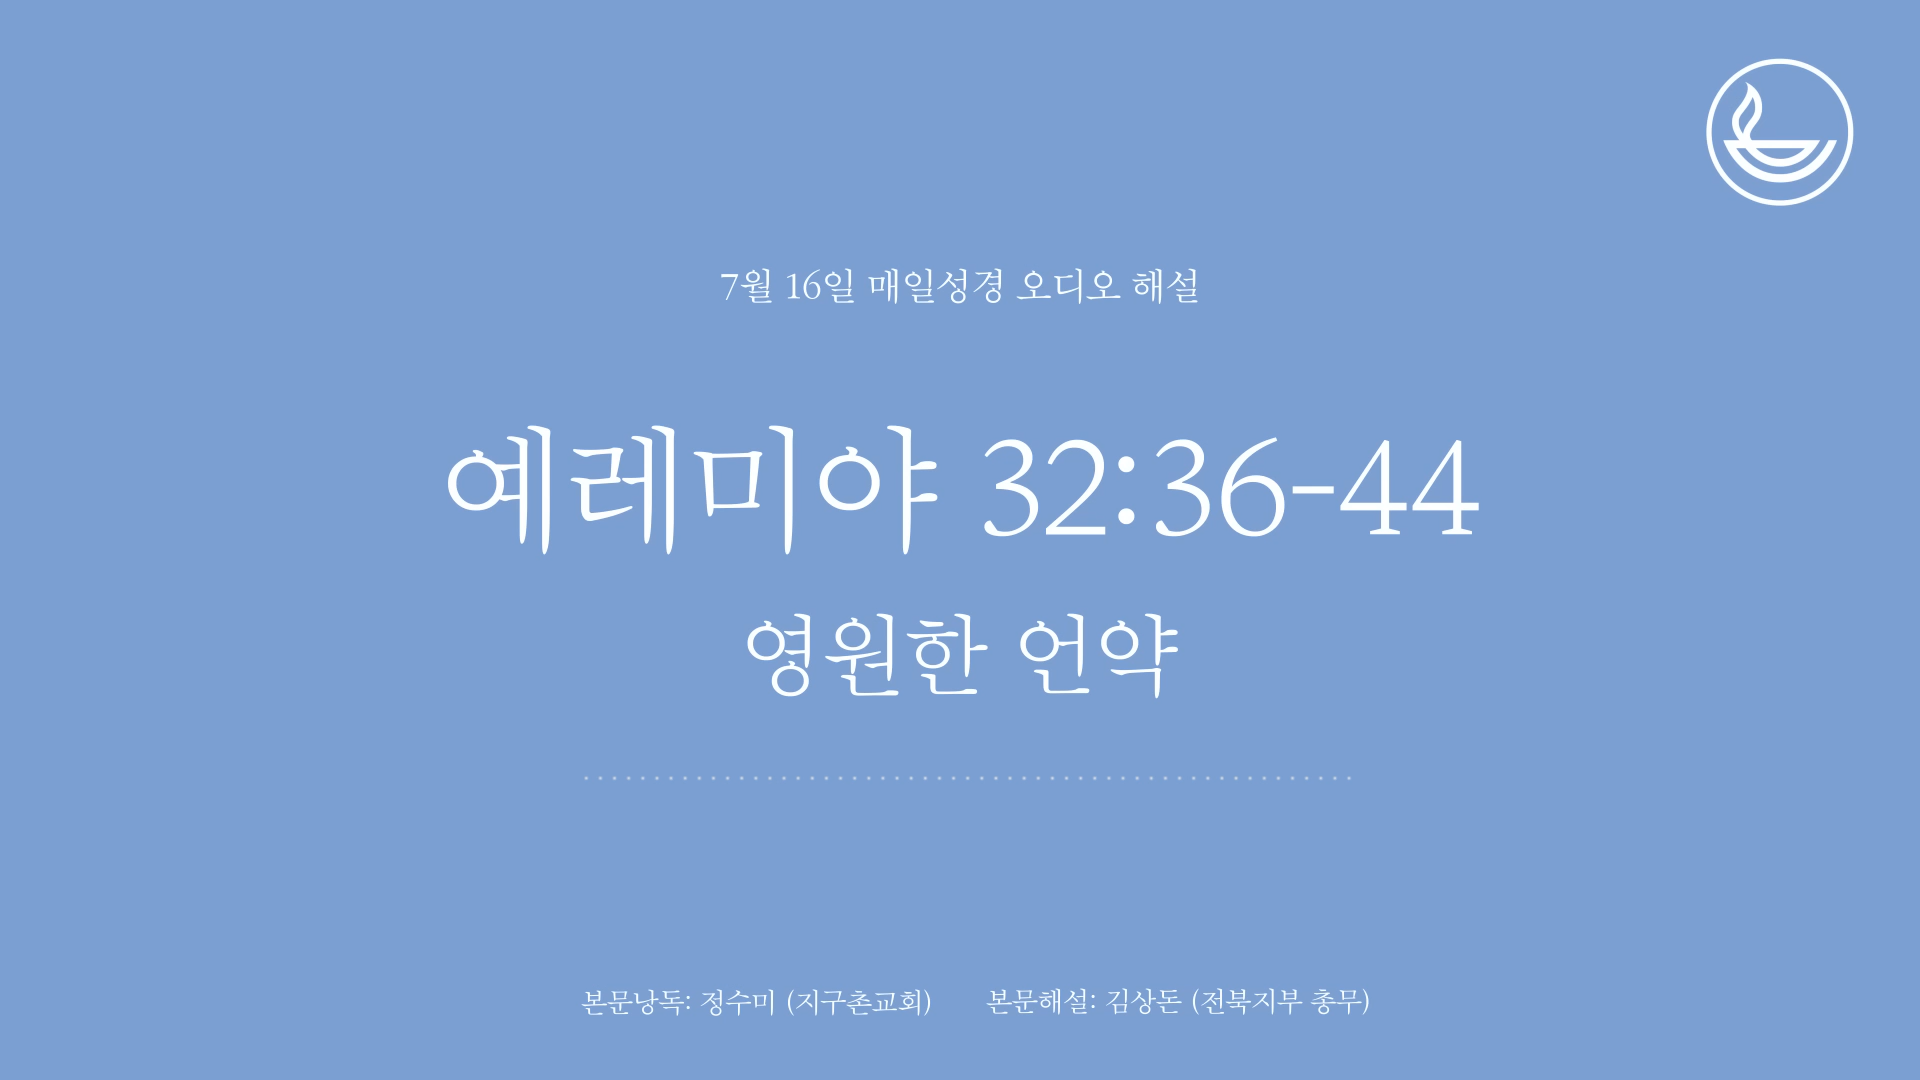 7월 16일 매일성경 오디오 해설
예레미야 32:36-44
영원한 언약
본문낭독: 정수미 (지구촌교회) 본문해설: 김상돈 (전북지부 총무)